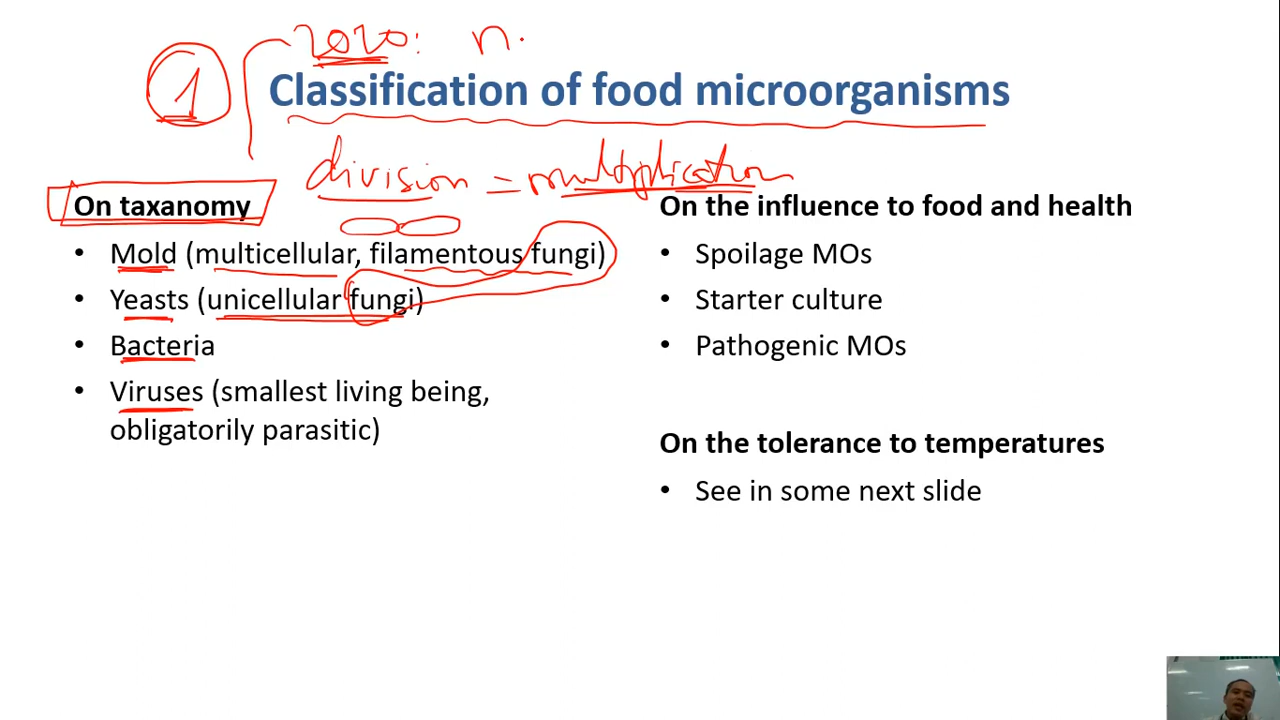 2020: n.
1
Classification of food microorganisms
division = multiplication
On taxanomy
• Mold (multicellular, filamentous fungi)
• Yeasts (unicellular fungi)
• Bacteria
• Viruses (smallest living being,
obligatorily parasitic)
On the influence to food and health
• Spoilage MOs
• Starter culture
• Pathogenic MOs
On the tolerance to temperatures
• See in some next slide